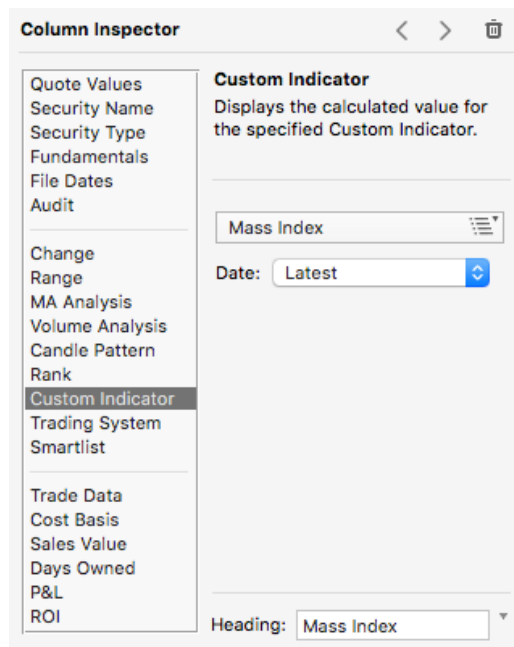 Column Inspector
Quote Values
Security Name
Security Type
Fundamentals
File Dates
Audit
Change
Range
MA Analysis
Volume Analysis
Candle Pattern
Rank
Custom Indicator
Trading System
Smartlist
Trade Data
Cost Basis
Sales Value
Days Owned
P&L
ROI
Custom Indicator
Displays the calculated value for
the specified Custom Indicator.
Mass Index
Date: Latest
Heading: Mass Index